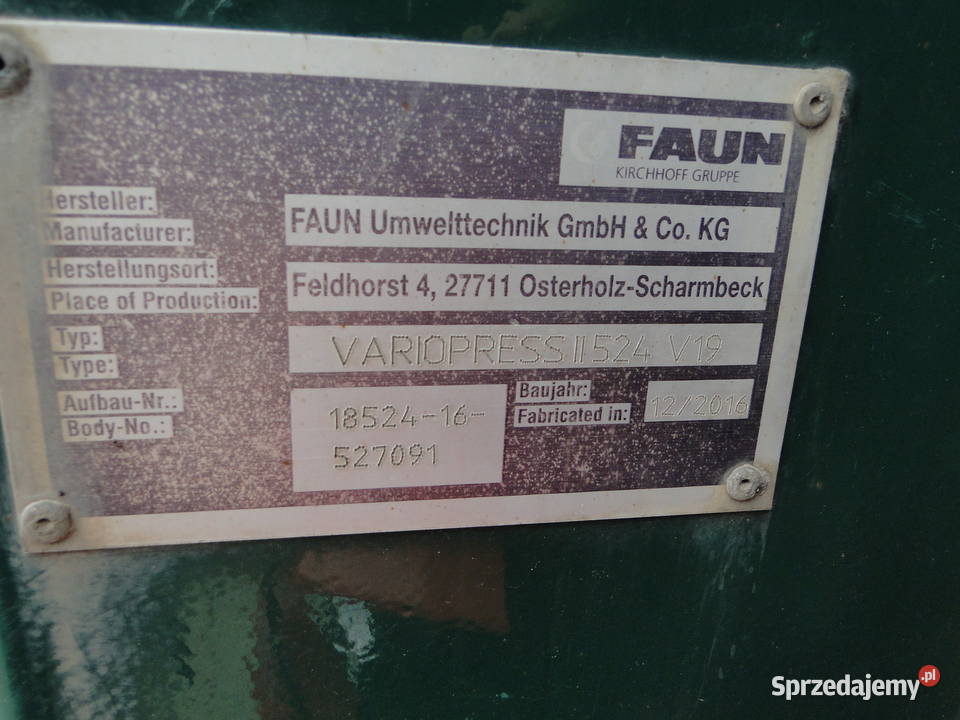 FAUN
KIRCHHOFF GRUPPE
Hersteller:
Manufacturer:
FAUN Umwelttechnik GmbH & Co. KG
Herstellungsort:
Place of Production:
Feldhorst 4, 27711 Osterholz-Scharmbeck
Typ:
Type:
VARIOPRESS II 524 V.19
Aufbau-Nr.:
Body-No.:
18524-16-
527091
Baujahr:
Fabricated in:
12/2016
Sprzedajemy.pl